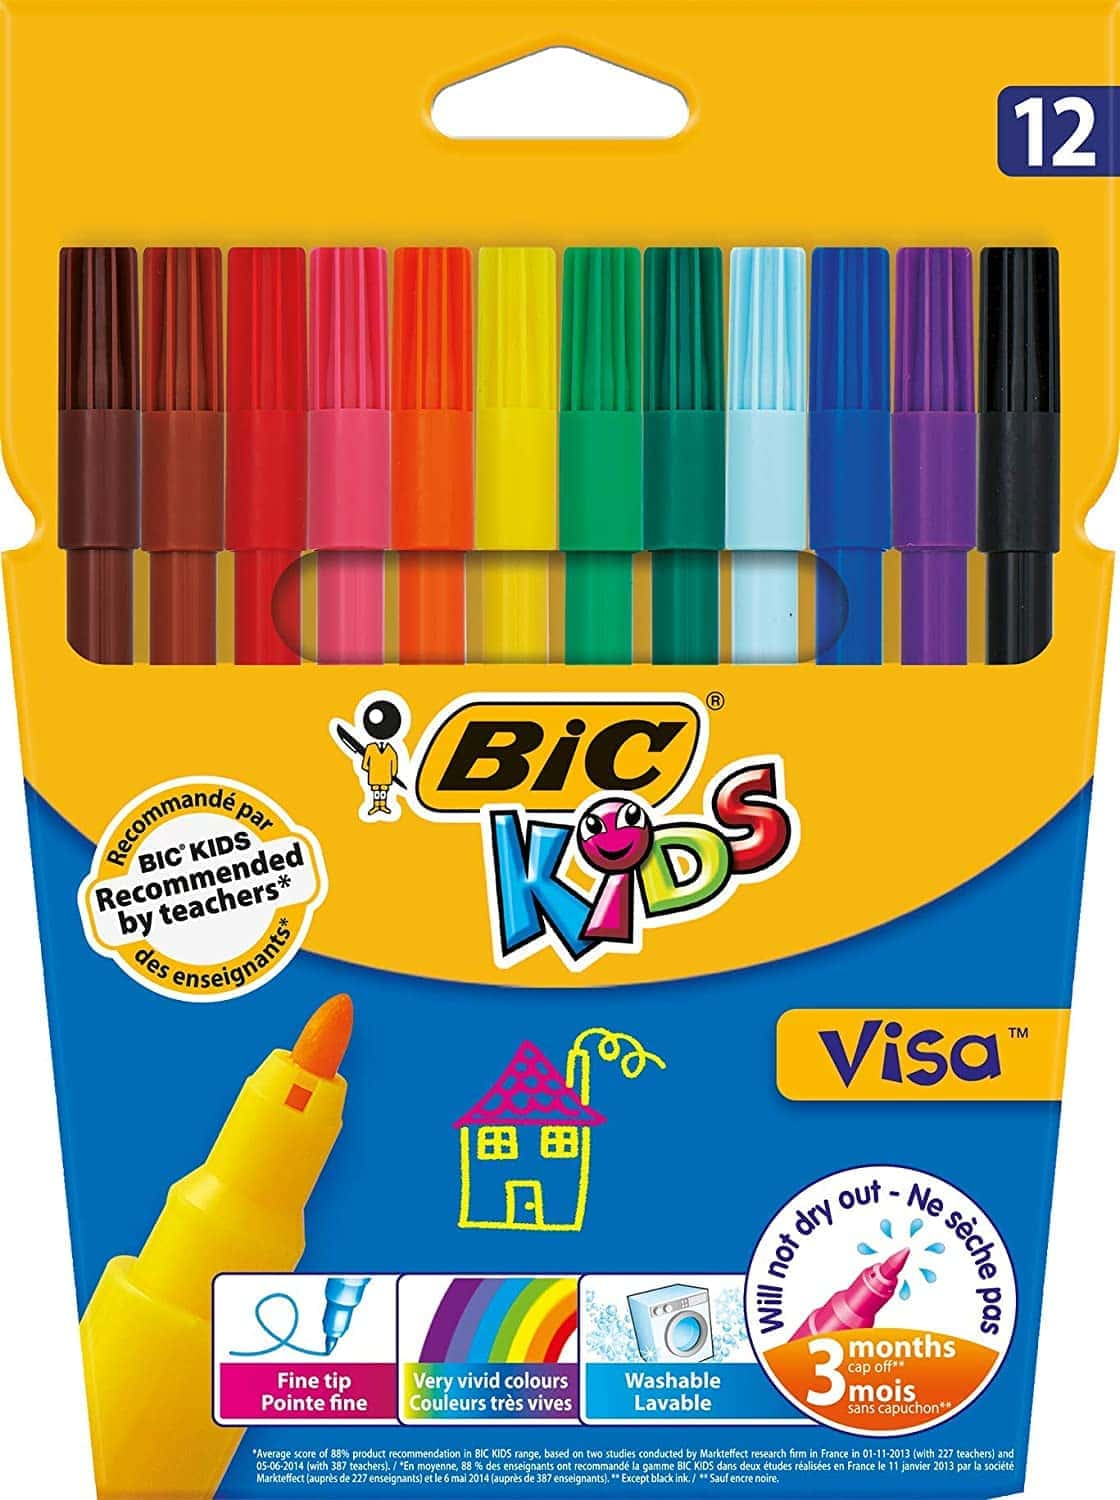 12
BiC®
KiDS
Recommandé par
BIC® KIDS
Recommended
by teachers*
des enseignants*
Visa™
Will not dry out - Ne sèche pas
3 months
cap off**
3 mois
sans capuchon**
Fine tip
Pointe fine
Very vivid colours
Couleurs très vives
Washable
Lavable
*Average score of 88% product recommendation in BIC KIDS range, based on two studies conducted by Markteffect research firm in France in 01-11-2013 (with 227 teachers) and
05-06-2014 (with 387 teachers). / *En moyenne, 88 % des enseignants ont recommandé la gamme BIC KIDS dans deux études réalisées en France le 11 janvier 2013 par la société
Markteffect (auprès de 227 enseignants) et le 6 mai 2014 (auprès de 387 enseignants). ** Except black ink. / ** Sauf encre noire.